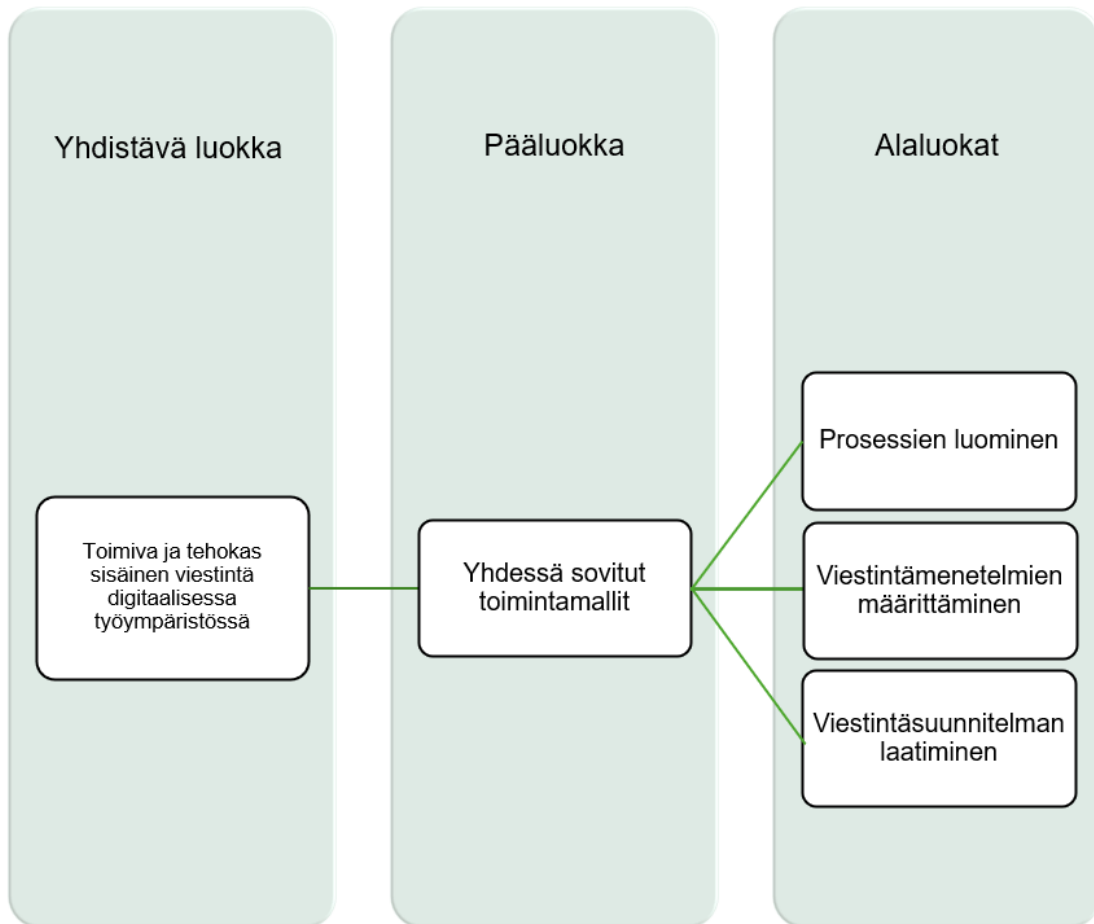 Yhdistävä luokka
Pääluokka
Alaluokat
Toimiva ja tehokas
sisäinen viestintä
digitaalisessa
työympäristössä
Yhdessä sovitut
toimintamallit
Prosessien luominen
Viestintämenetelmien
määrittäminen
Viestintäsuunnitelman
laatiminen